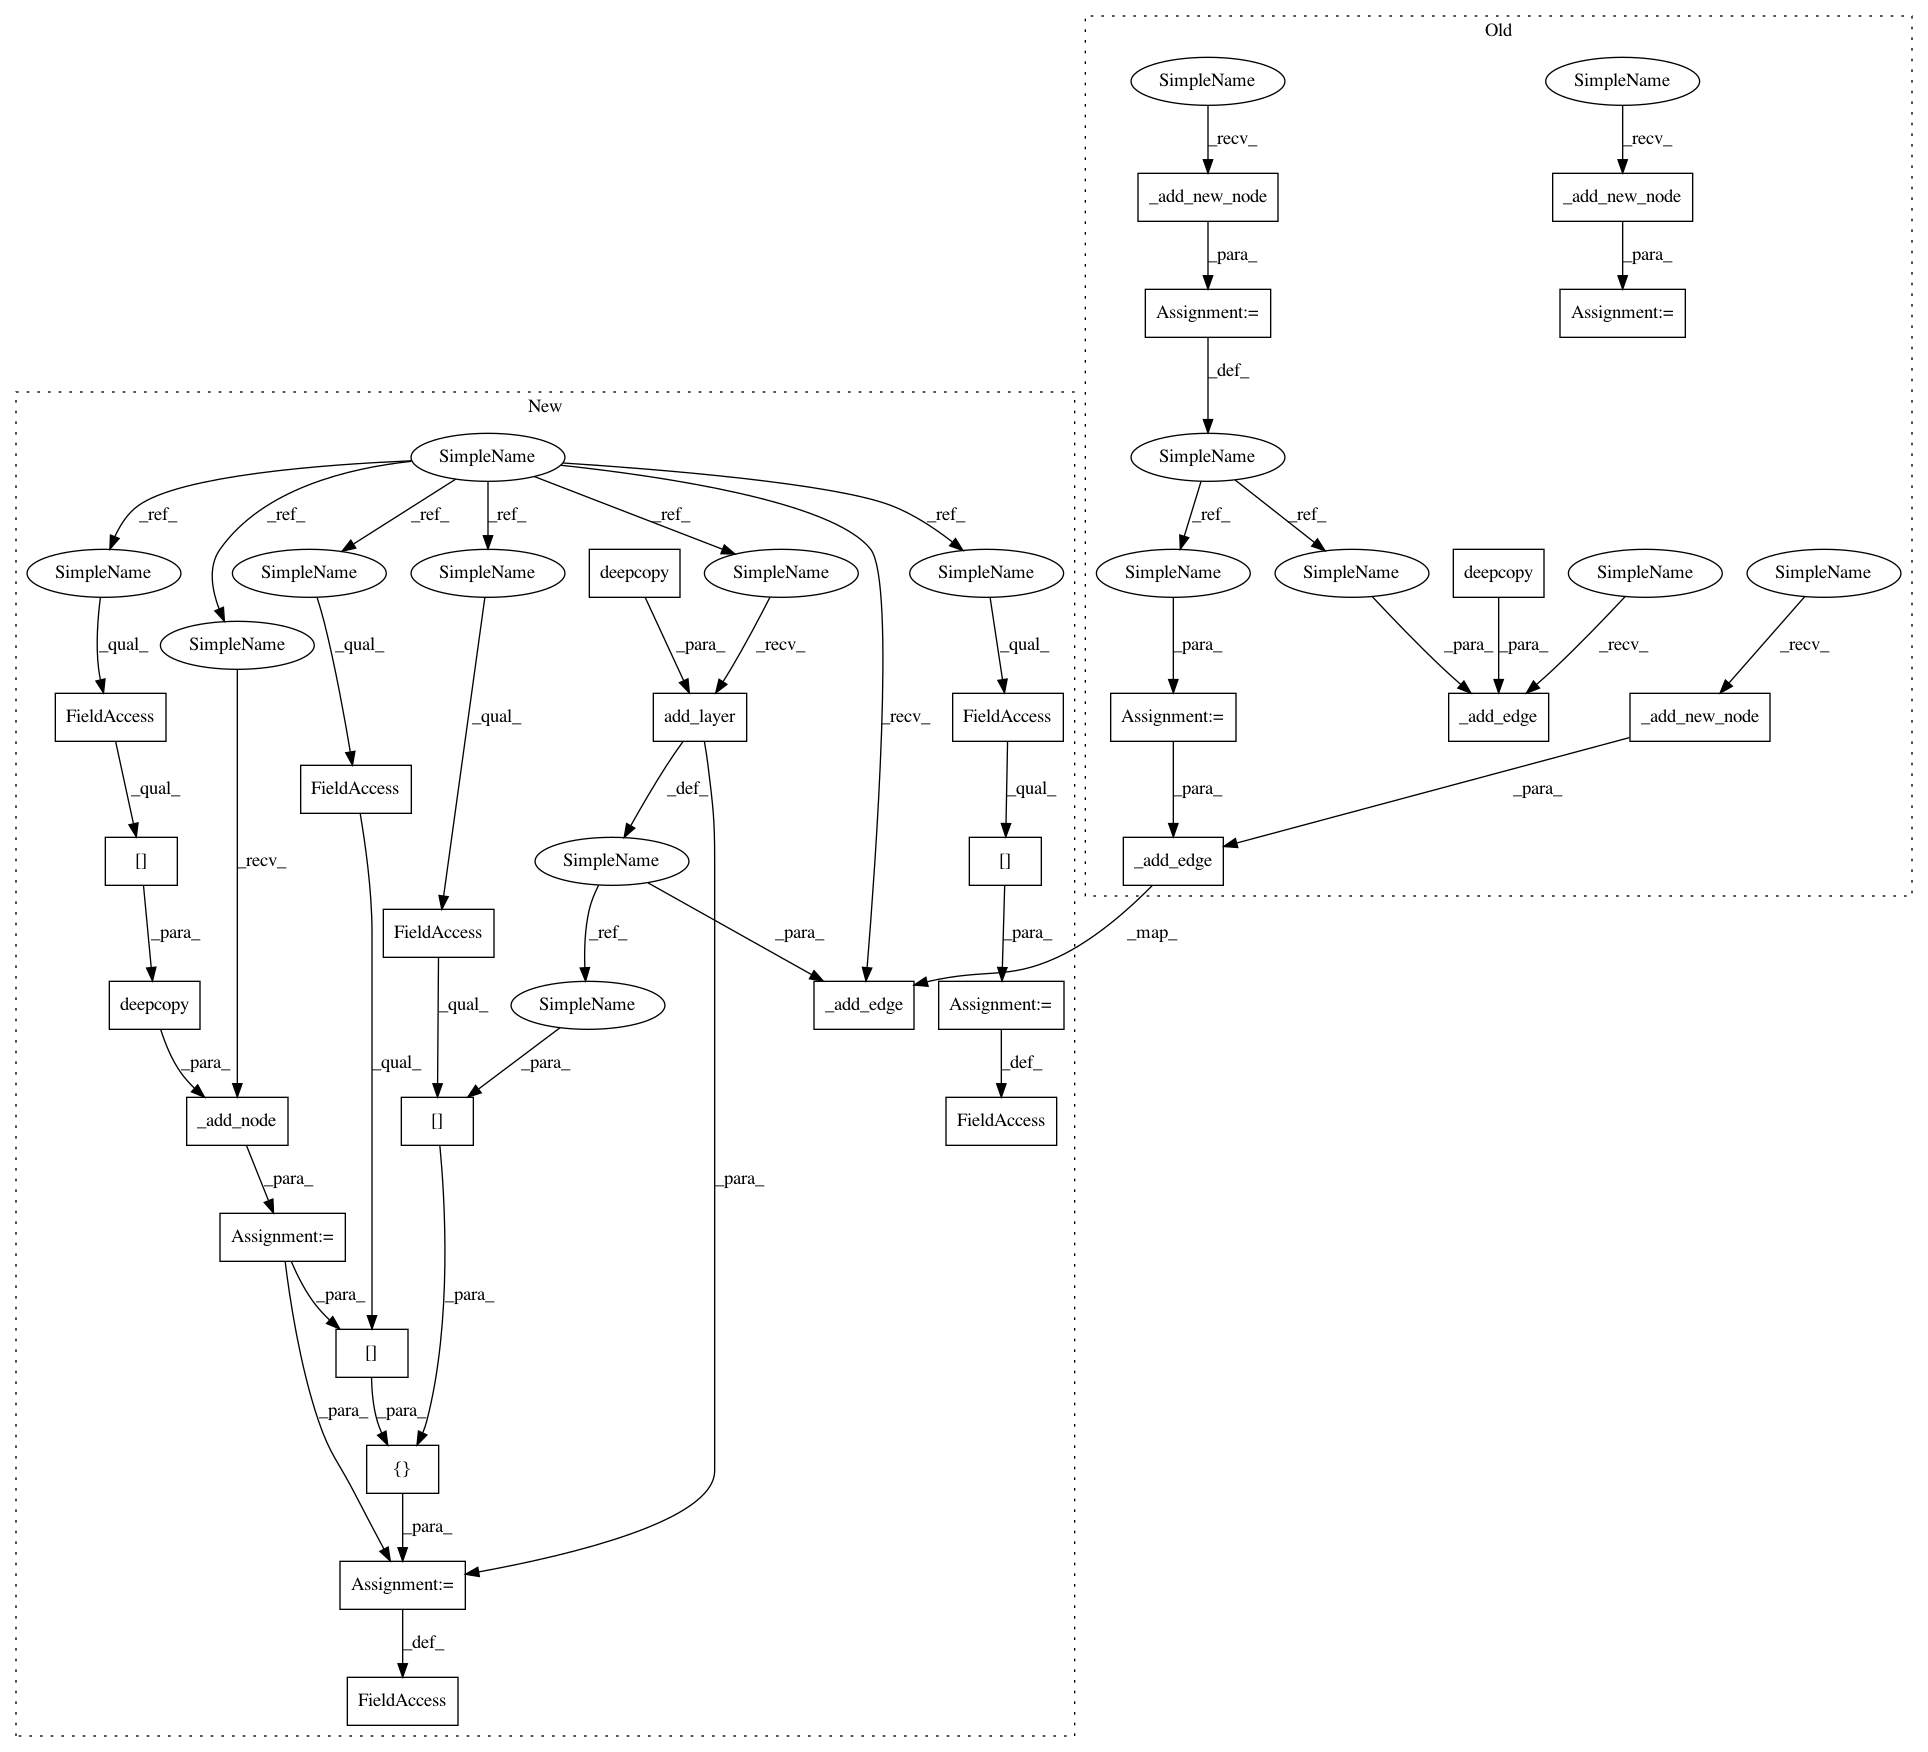 Old
SimpleName SimpleName
_recv_ _recv_
_add_new_node _add_new_node
_para_ _para_
Assignment:= Assignment:=
_def_
New
SimpleName SimpleName
_ref_ _ref_ _ref_ _ref_ _ref_ _ref_ _ref_ _ref_
SimpleName SimpleName SimpleName deepcopy SimpleName SimpleName SimpleName SimpleName deepcopy SimpleName SimpleName
SimpleName
_qual_ _qual_ _para_ _recv_ _qual_ _para_ _para_ _para_ _recv_ _recv_
FieldAccess _qual_ add_layer _recv_ FieldAccess Assignment:= _add_edge _add_new_node
_qual_ FieldAccess _def_ _qual_ _para_ _para_
[] _recv_ SimpleName [] _add_edge
_para_ FieldAccess _ref_ _para_ _para_ _map_
deepcopy _qual_ SimpleName _add_edge Assignment:=
_para_ _qual_ _para_ _def_
_add_node [] FieldAccess
_para_ _para_
Assignment:=
_para_ _para_
[]
_para_ _para_
{}
_para_
Assignment:=
_def_
FieldAccess